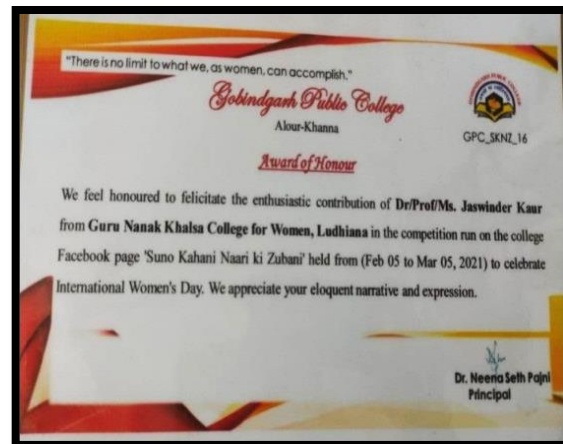 "There is no limit to what we, as women, can accomplish."
Gobindgarh Public College
Alour-Khanna
GPC_SKNZ_16
Award of Honour
We feel honoured to felicitate the enthusiastic contribution of Dr/Prof/Ms. Jaswinder Kaur
from Guru Nanak Khalsa College for Women, Ludhiana in the competition run on the college
Facebook page 'Suno Kahani Naari ki Zubani' held from (Feb 05 to Mar 05, 2021) to celebrate
International Women's Day. We appreciate your eloquent narrative and expression.
Dr. Neena Seth Pajni
Principal